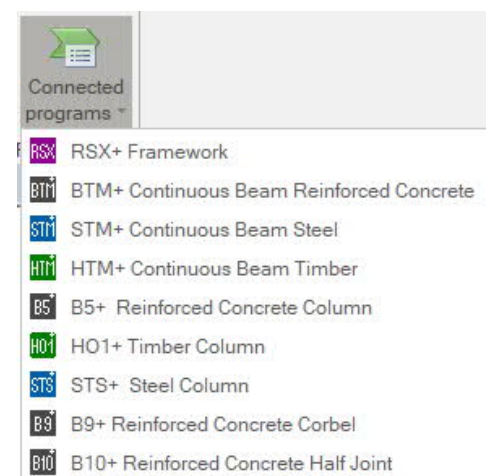 Connected
programs
RSX RSX+ Framework
BTM BTM+ Continuous Beam Reinforced Concrete
STM STM+ Continuous Beam Steel
HTM HTM+ Continuous Beam Timber
B5+ B5+ Reinforced Concrete Column
HO1 HO1+ Timber Column
STS STS+ Steel Column
B9+ B9+ Reinforced Concrete Corbel
B10 B10+ Reinforced Concrete Half Joint